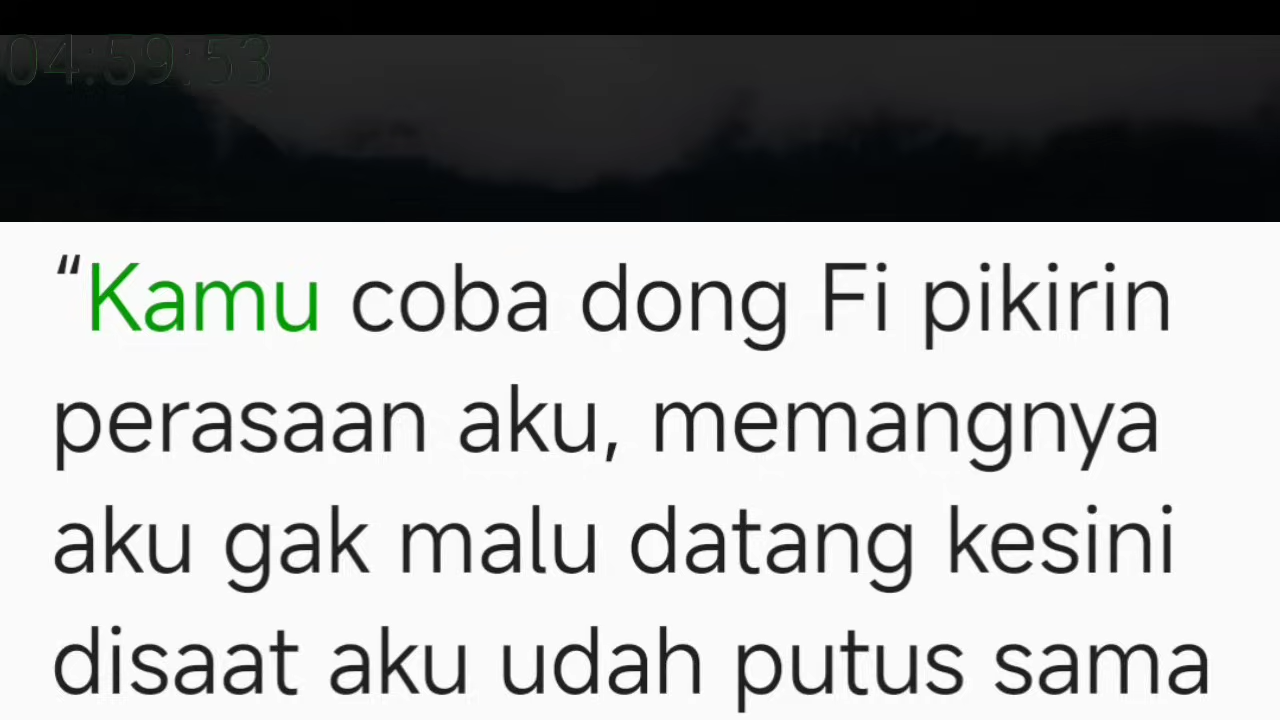 04:59:53
“Kamu coba dong Fi pikirin
perasaan aku, memangnya
aku gak malu datang kesini
disaat aku udah putus sama